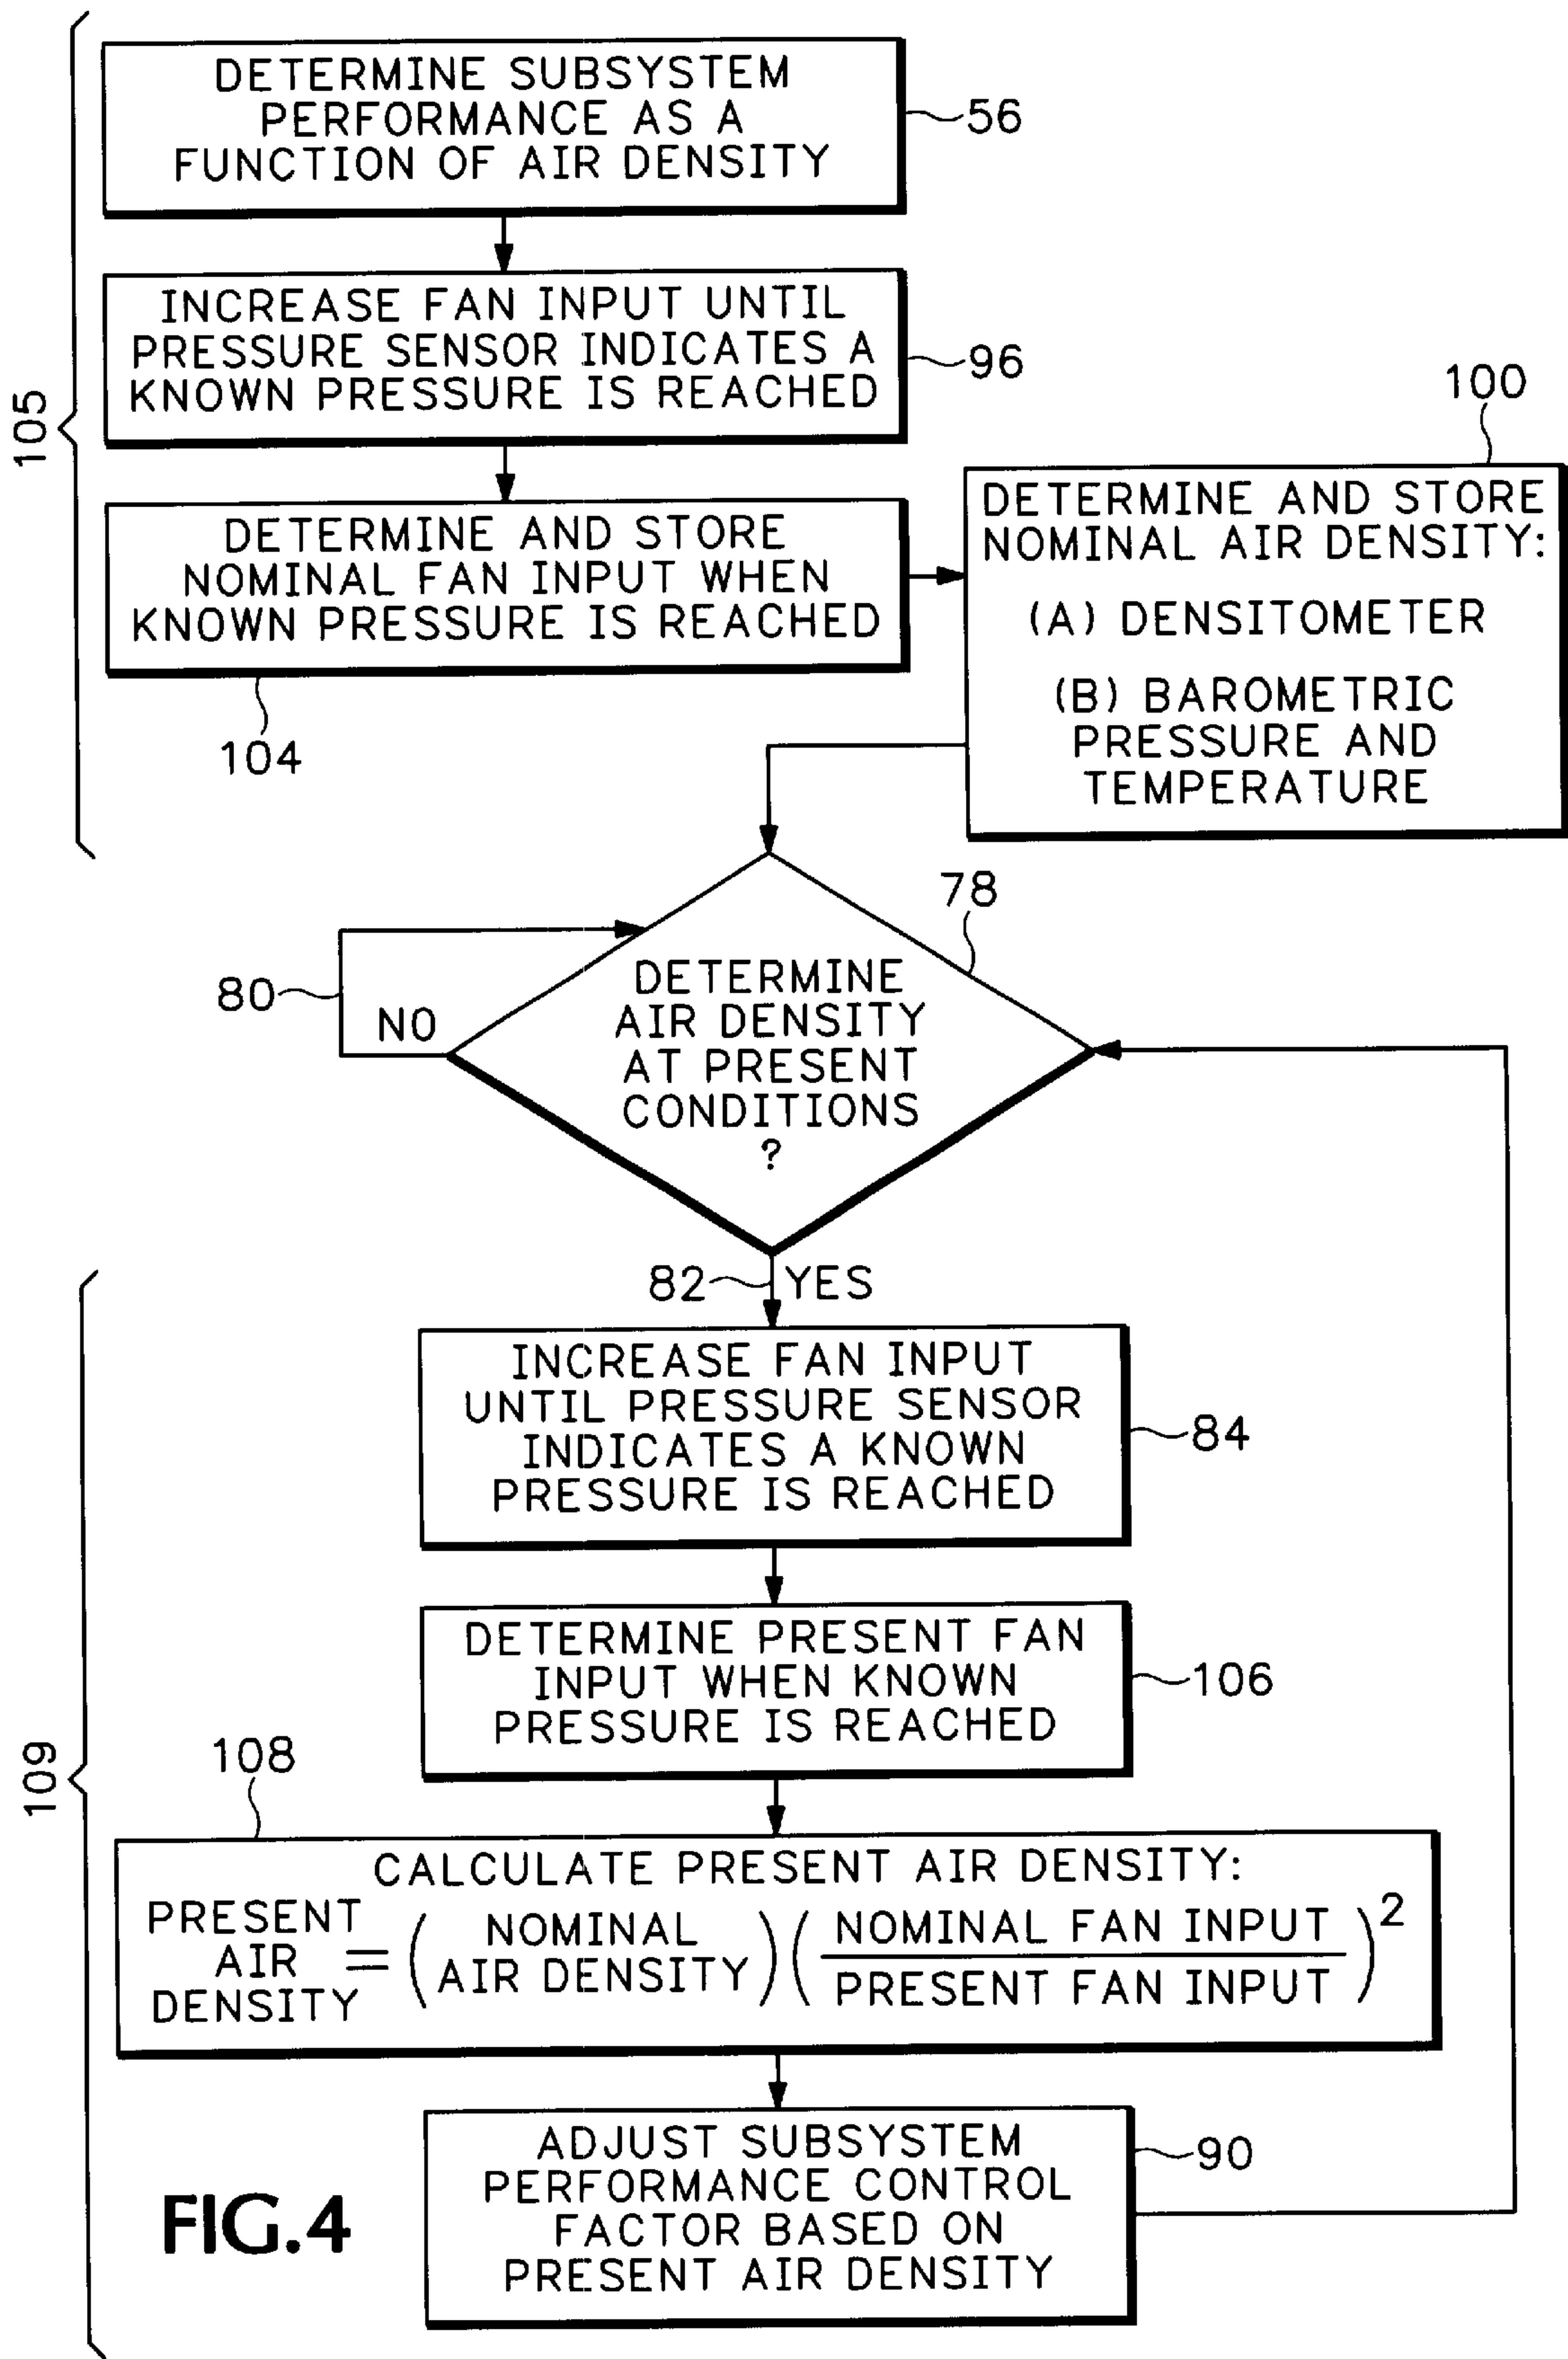 105
DETERMINE SUBSYSTEM
PERFORMANCE AS A
FUNCTION OF AIR DENSITY
56
INCREASE FAN INPUT UNTIL
PRESSURE SENSOR INDICATES A
KNOWN PRESSURE IS REACHED
96
DETERMINE AND STORE
NOMINAL FAN INPUT WHEN
KNOWN PRESSURE IS REACHED
104
100
DETERMINE AND STORE
NOMINAL AIR DENSITY:
(A) DENSITOMETER
(B) BAROMETRIC
PRESSURE AND
TEMPERATURE
78
DETERMINE
AIR DENSITY
AT PRESENT
CONDITIONS
?
80
NO
82
YES
109
INCREASE FAN INPUT
UNTIL PRESSURE SENSOR
INDICATES A KNOWN
PRESSURE IS REACHED
84
DETERMINE PRESENT FAN
INPUT WHEN KNOWN
PRESSURE IS REACHED
106
108
CALCULATE PRESENT AIR DENSITY:
PRESENT
AIR
DENSITY
=
(NOMINAL
AIR DENSITY)
(NOMINAL FAN INPUT
PRESENT FAN INPUT)2
ADJUST SUBSYSTEM
PERFORMANCE CONTROL
FACTOR BASED ON
PRESENT AIR DENSITY
90
FIG.4